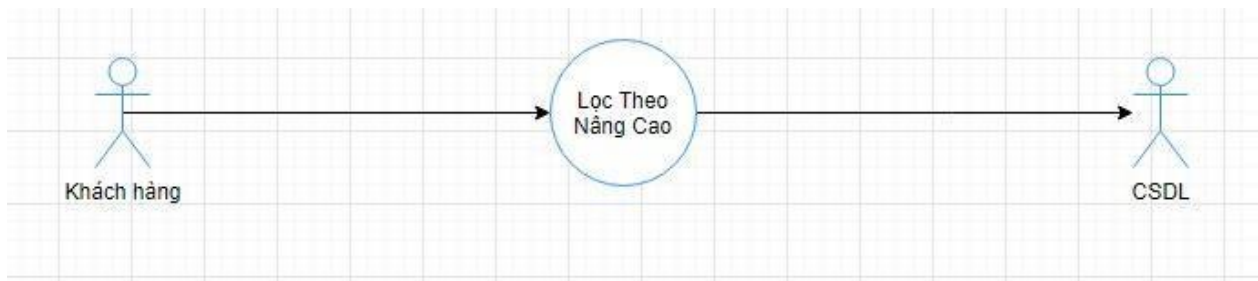 Lọc Theo
Nâng Cao
Khách hàng
CSDL